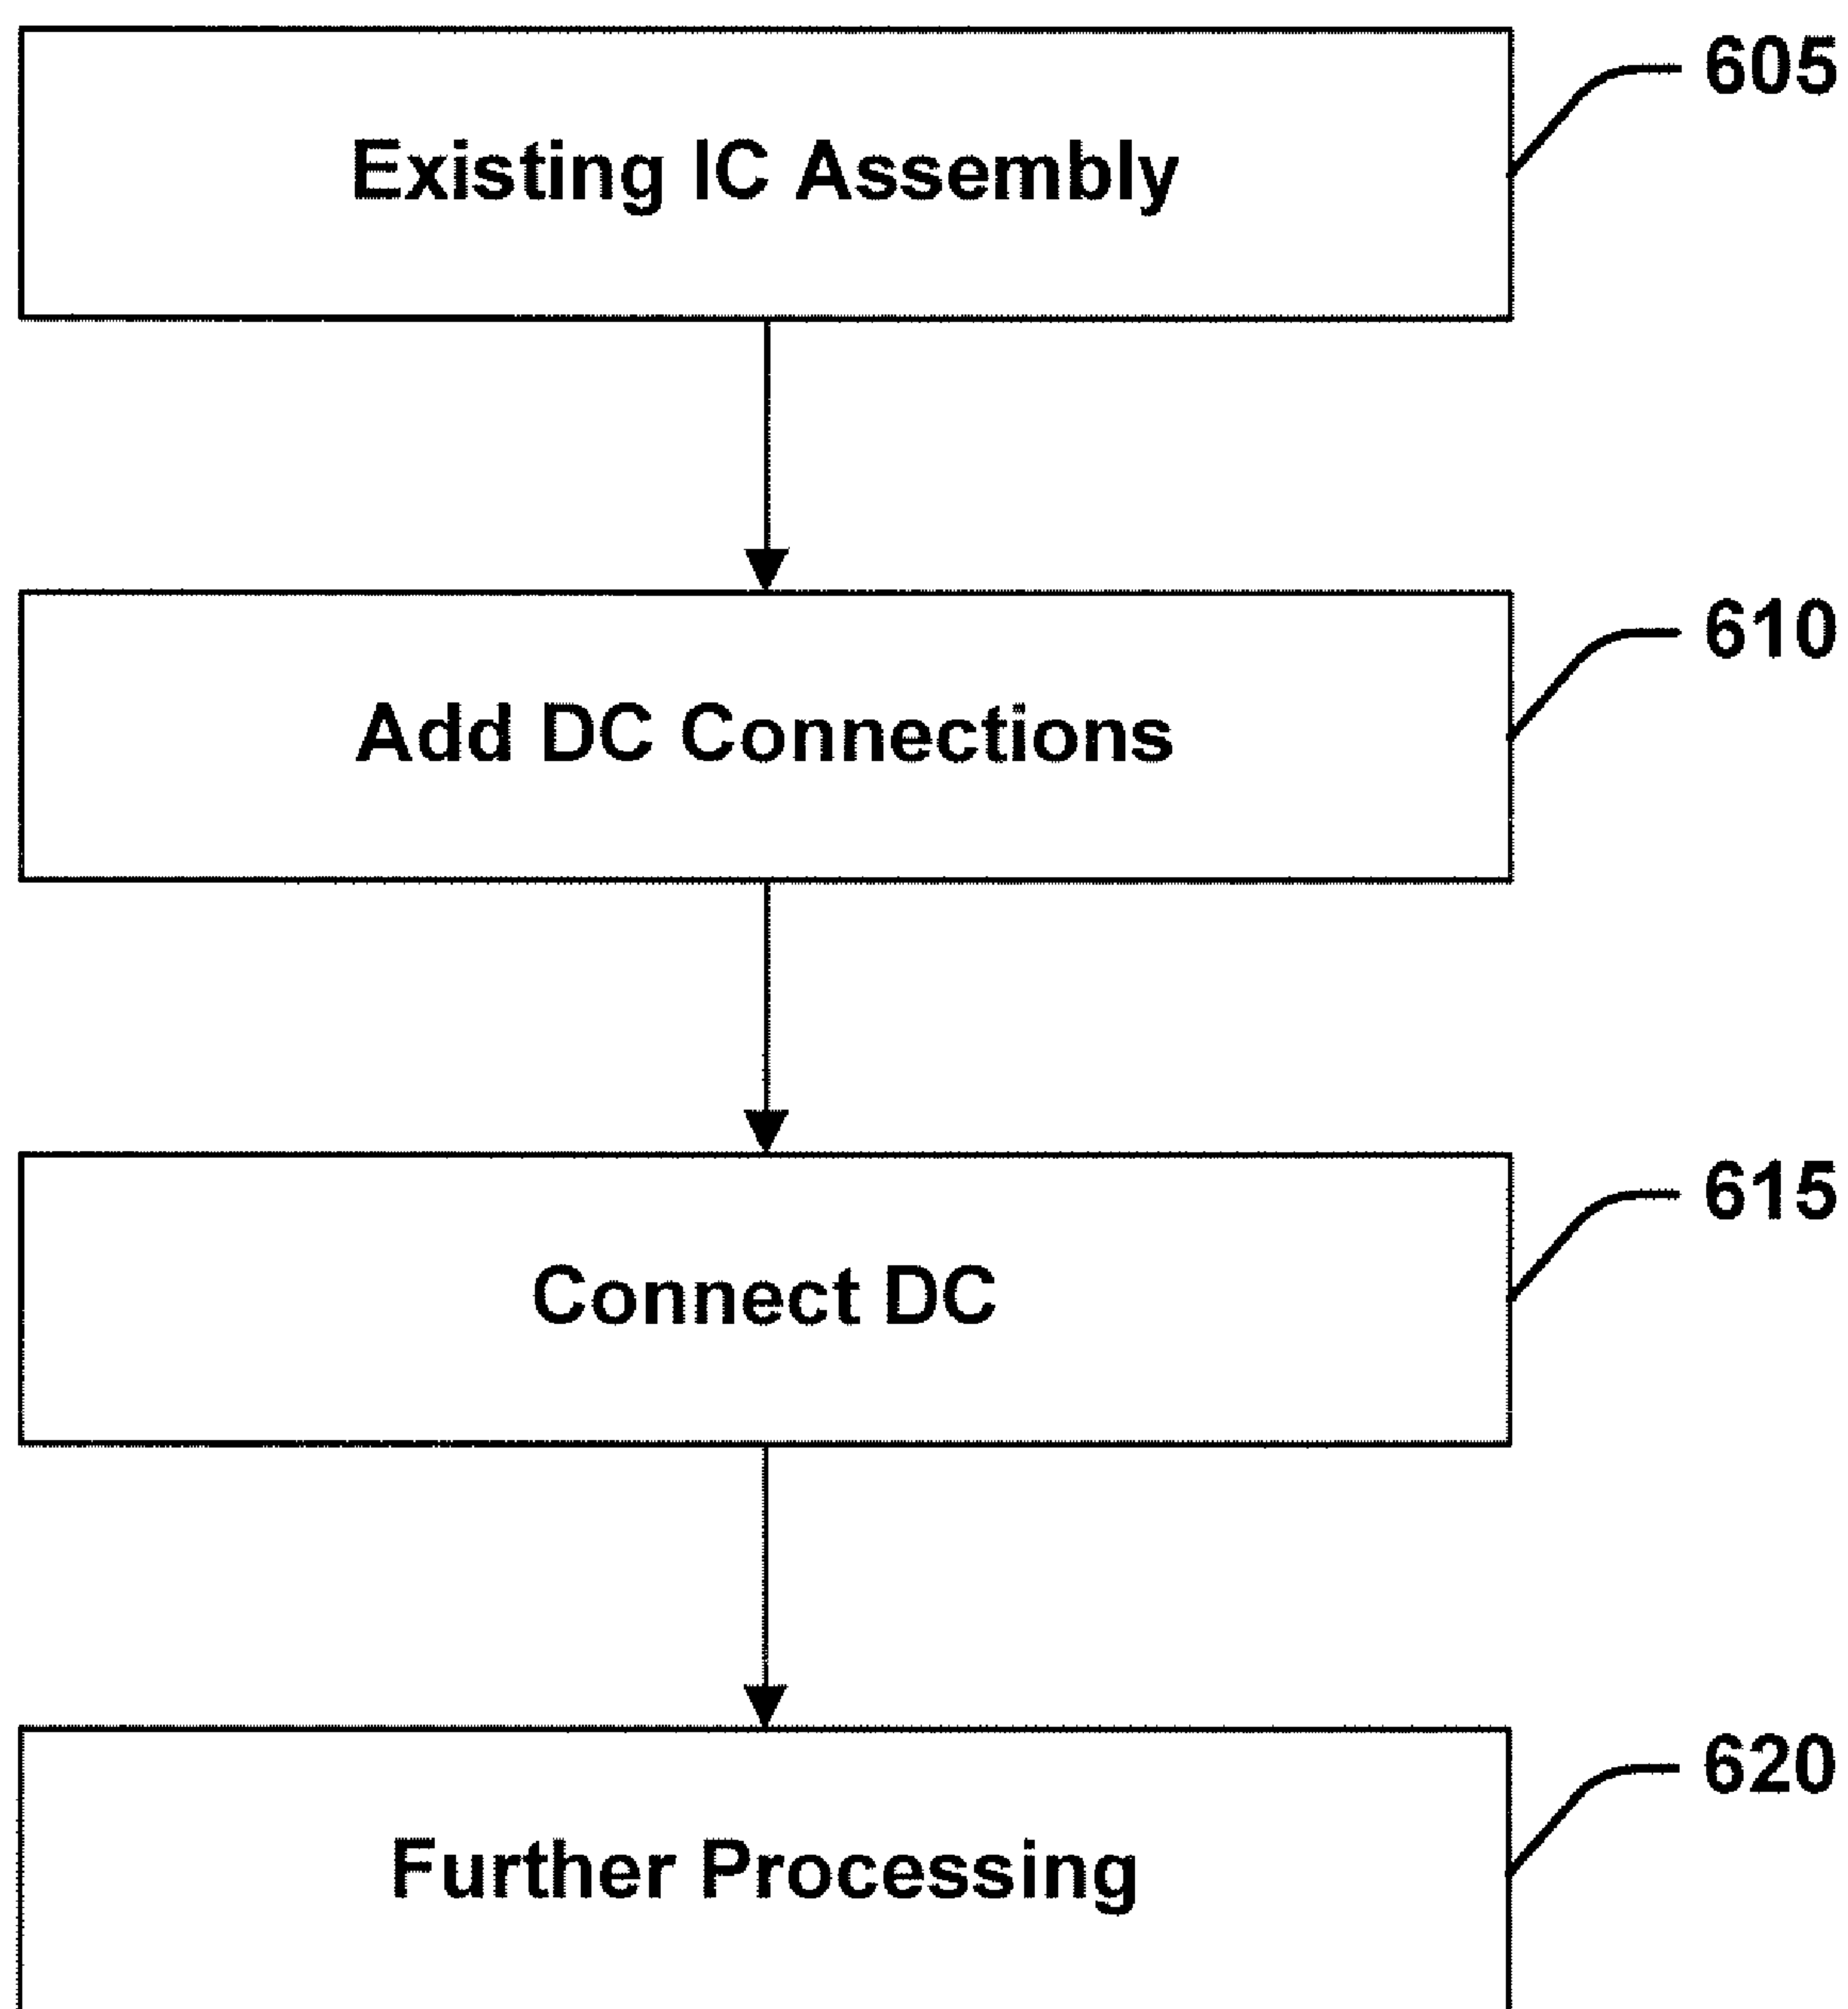 605
Existing IC Assembly
610
Add DC Connections
615
Connect DC
620
Further Processing